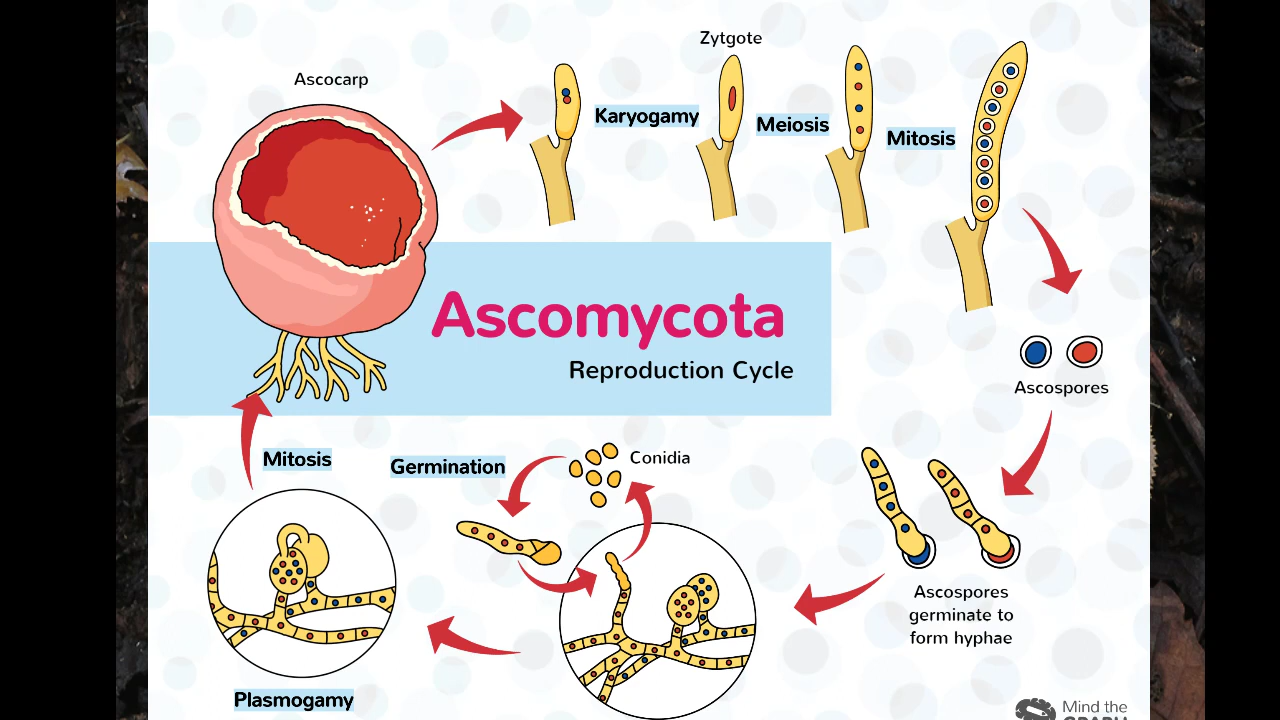 Zytgote
Ascocarp
Karyogamy
Meiosis
Mitosis
Ascomycota
Reproduction Cycle
Ascospores
Mitosis
Germination
Conidia
Ascospores
germinate to
form hyphae
Plasmogamy
Mind the
GRAPH